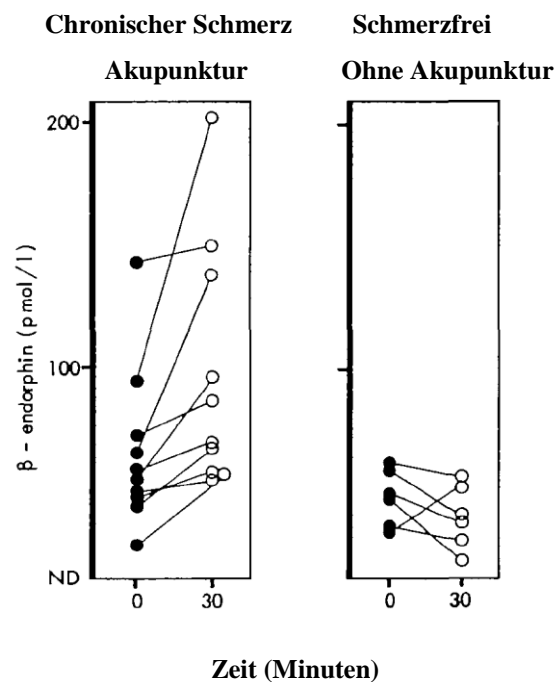 Chronischer Schmerz
Akupunktur
Schmerzfrei
Ohne Akupunktur
β - endorphin (pmol/l)
200
100
ND
0 30
0 30
Zeit (Minuten)